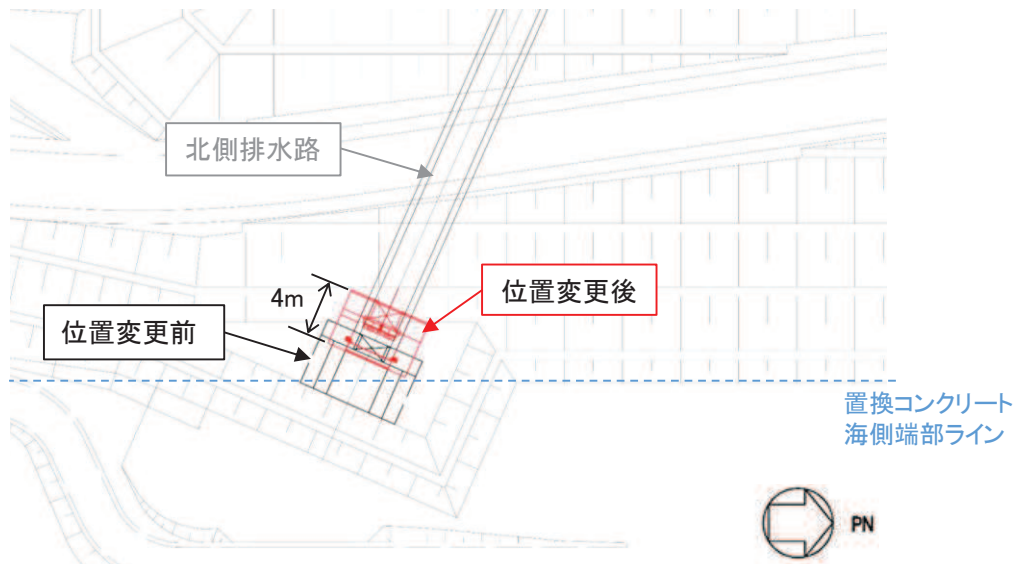 北側排水路
4m
位置変更後
位置変更前
置換コンクリート
海側端部ライン
PN